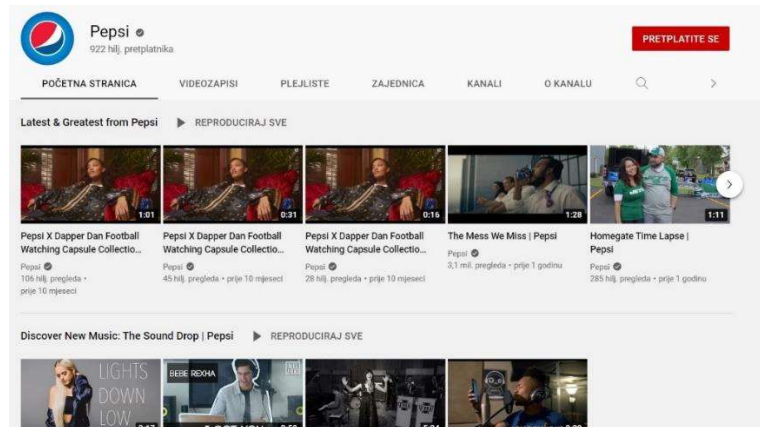 Pepsi
922 hilj. pretplatnika
PRETPLATITE SE
POČETNA STRANICA VIDEOZAPISI PLEJLISTE ZAJEDNICA KANALI O KANALU
Latest & Greatest from Pepsi REPRODUCIRAJ SVE
1:01 0:31 0:16 1:28 1:11
Pepsi X Dapper Dan Football Watching Capsule Collectio...
Pepsi
106 hilj. pregleda •
prije 10 mjeseci
Pepsi X Dapper Dan Football Watching Capsule Collectio...
Pepsi
45 hilj. pregleda • prije 10 mjeseci
Pepsi X Dapper Dan Football Watching Capsule Collectio...
Pepsi
28 hilj. pregleda • prije 10 mjeseci
The Mess We Miss | Pepsi
Pepsi
3,1 mil. pregleda • prije 1 godinu
Homegate Time Lapse |
Pepsi
Pepsi
285 hilj. pregleda • prije 1 godinu
Discover New Music: The Sound Drop | Pepsi REPRODUCIRAJ SVE
LIGHTS
DOWN
LOW
BEBE REXHA